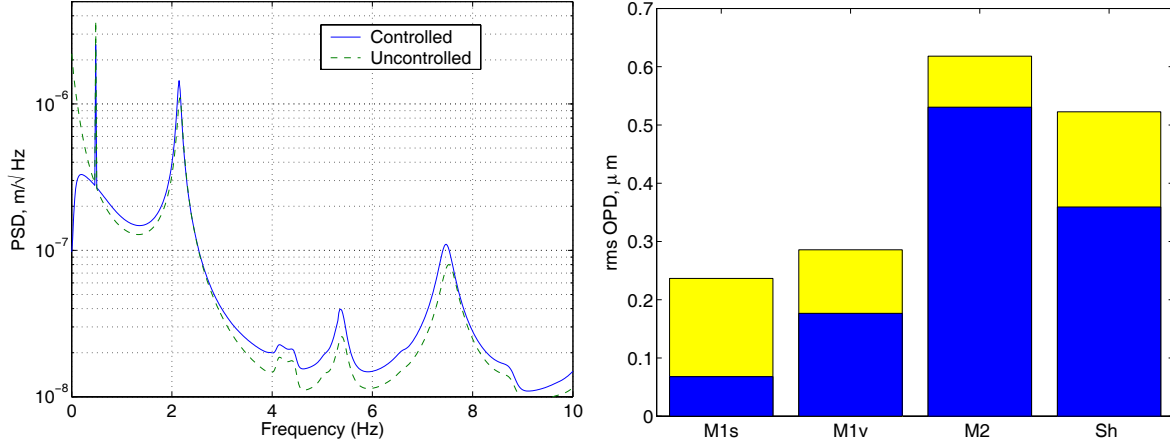 Controlled
Uncontrolled
PSD, m/√ Hz
10^-6
10^-7
10^-8
0 2 4 6 8 10
Frequency (Hz)
rms OPD, μ m
0.7
0.6
0.5
0.4
0.3
0.2
0.1
0
M1s M1v M2 Sh